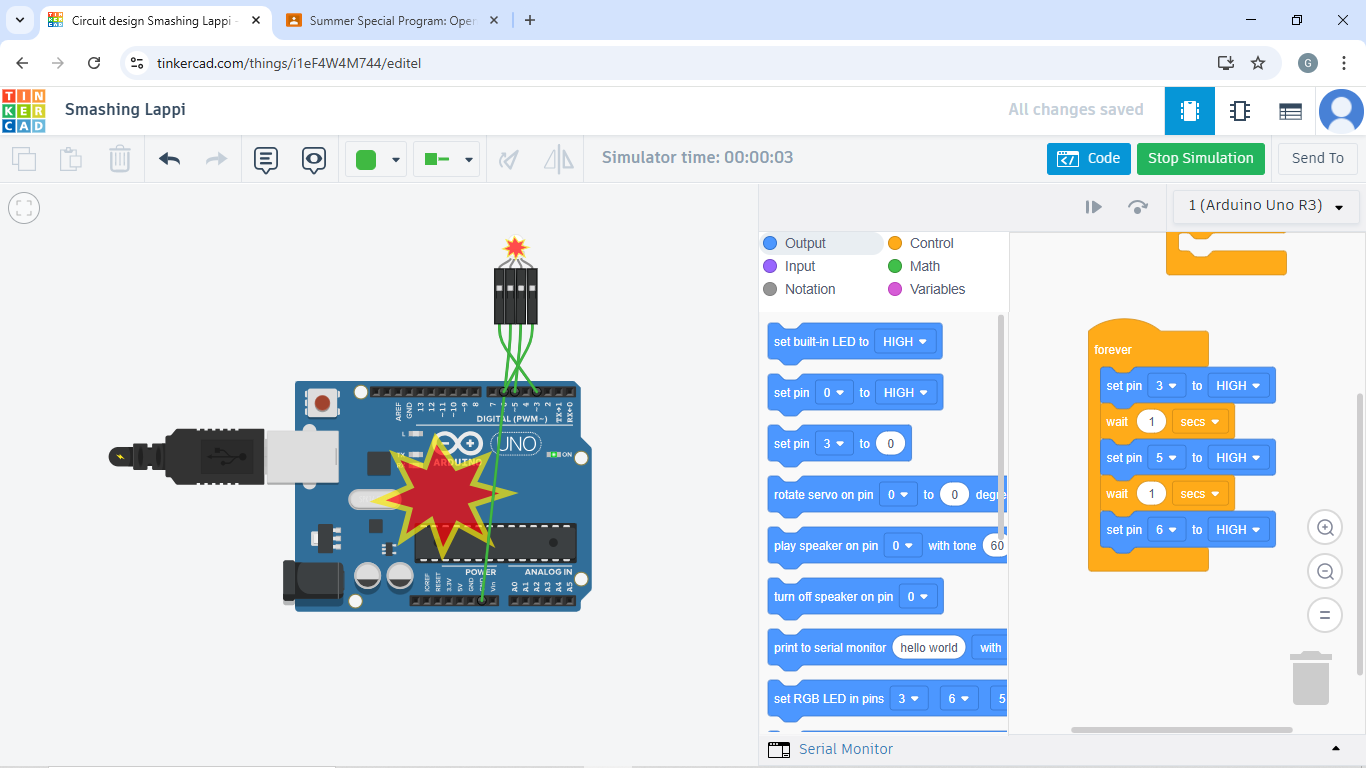 Circuit design Smashing Lappi -
Summer Special Program: Oper
tinkercad.com/things/i1eF4W4M744/editel
G
TIN
KER
CAD
Smashing Lappi
All changes saved
Simulator time: 00:00:03
Code
Stop Simulation
Send To
1 (Arduino Uno R3)
Output
Control
Input
Math
Notation
Variables
set built-in LED to HIGH
set pin 0 to HIGH
set pin 3 to 0
rotate servo on pin 0 to 0 degre
play speaker on pin 0 with tone 60
turn off speaker on pin 0
print to serial monitor hello world with
set RGB LED in pins 3 6 5
forever
set pin 3 to HIGH
wait 1 secs
set pin 5 to HIGH
wait 1 secs
set pin 6 to HIGH
Serial Monitor
AREF
GND
13
12
~11
~10
~9
8
7
~5
4
~3
2
TX→1
RX←0
DIGITAL (PWM~)
L
TX
UNO
ON
ARDUINO
POWER
ANALOG IN
IOREF
RESET
3.3V
5V
GND
Vin
A0
A1
A2
A3
A4
A5